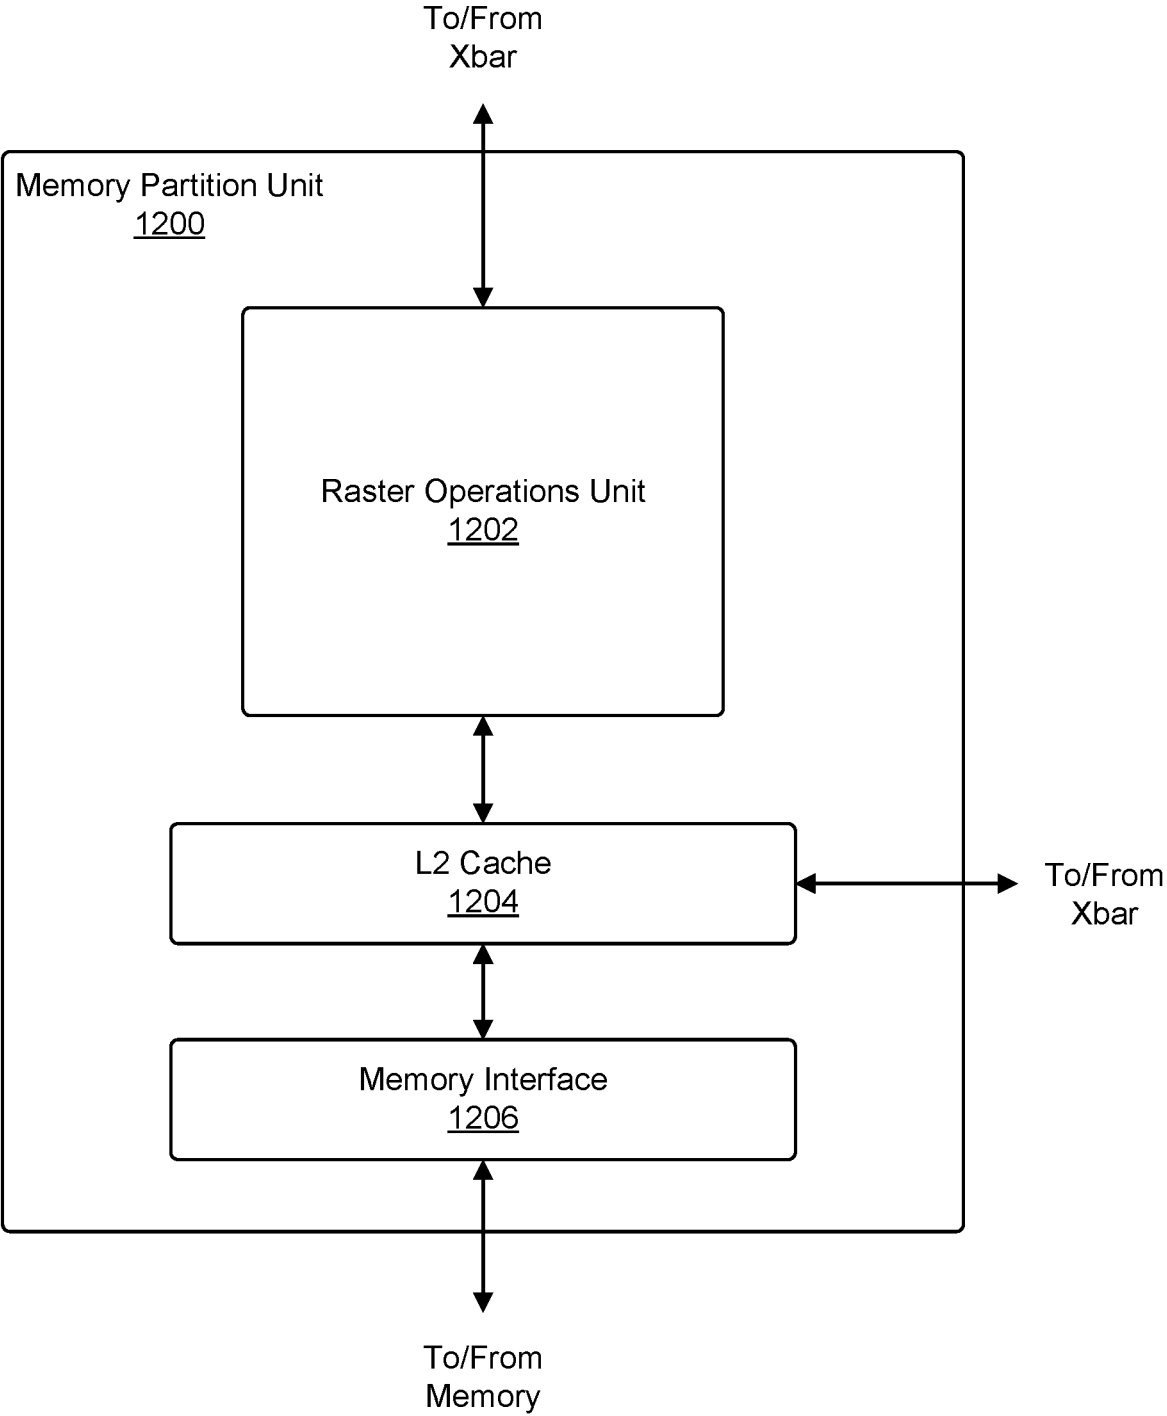 To/From
Xbar
Memory Partition Unit
1200
Raster Operations Unit
1202
L2 Cache
1204
To/From
Xbar
Memory Interface
1206
To/From
Memory